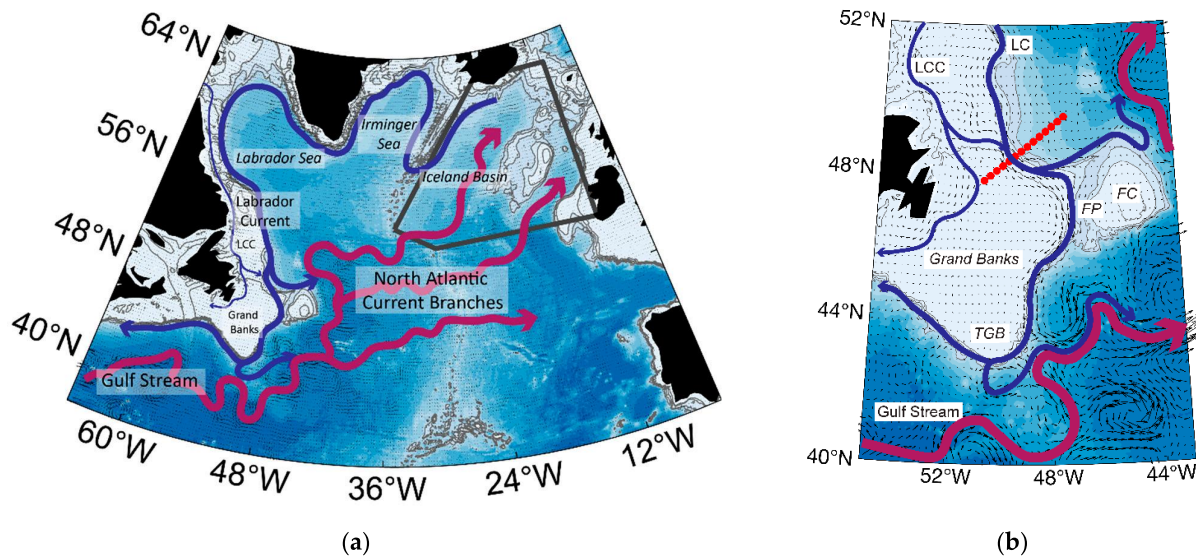 64°N
56°N
48°N
40°N
Labrador Sea
Irminger
Sea
Iceland Basin
Labrador
Current
LCC
Grand
Banks
North Atlantic
Current Branches
Gulf Stream
60°W
48°W
36°W
24°W
12°W
(a)
52°N
48°N
44°N
40°N
LCC
LC
FP
FC
Grand Banks
TGB
Gulf Stream
52°W
48°W
44°W
(b)